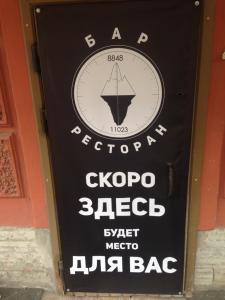 БАР
8848
11023
РЕСТОРАН
СКОРО
ЗДЕСЬ
БУДЕТ
МЕСТО
ДЛЯ ВАС